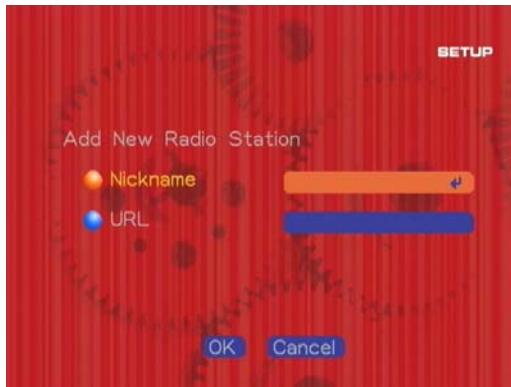 SETUP
Add New Radio Station
Nickname
URL
OK Cancel